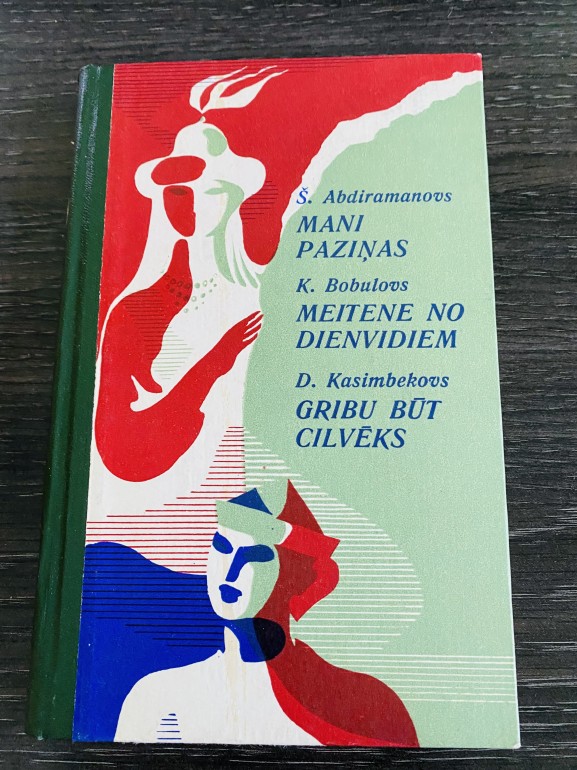 Š. Abdiramanovs
MANI
PAZIŅAS
K. Bobulovs
MEITENE NO
DIENVIDIEM
D. Kasimbekovs
GRIBU BŪT
CILVĒKS